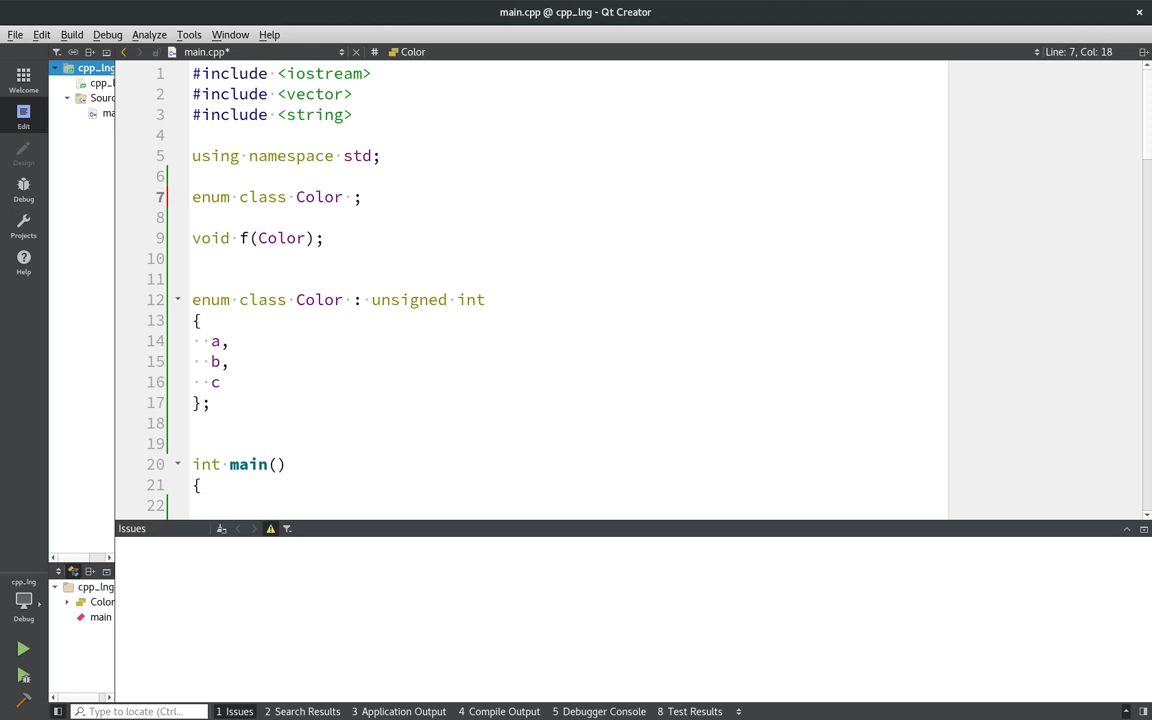 main.cpp @ cpp_lng - Qt Creator
File Edit Build Debug Analyze Tools Window Help
main.cpp* # Color Line: 7, Col: 18
Welcome
Edit
Design
Debug
Projects
Help
cpp_lng
cpp_l
Sourc
ma
1 #include <iostream>
2 #include <vector>
3 #include <string>
4
5 using namespace std;
6
7 enum class Color ;
8
9 void f(Color);
10
11
12 enum class Color : unsigned int
13 {
14 a,
15 b,
16 c
17 };
18
19
20 int main()
21 {
22
Issues
cpp_lng
Debug
cpp_lng
Color
main
Type to locate (Ctrl... 1 Issues 2 Search Results 3 Application Output 4 Compile Output 5 Debugger Console 8 Test Results